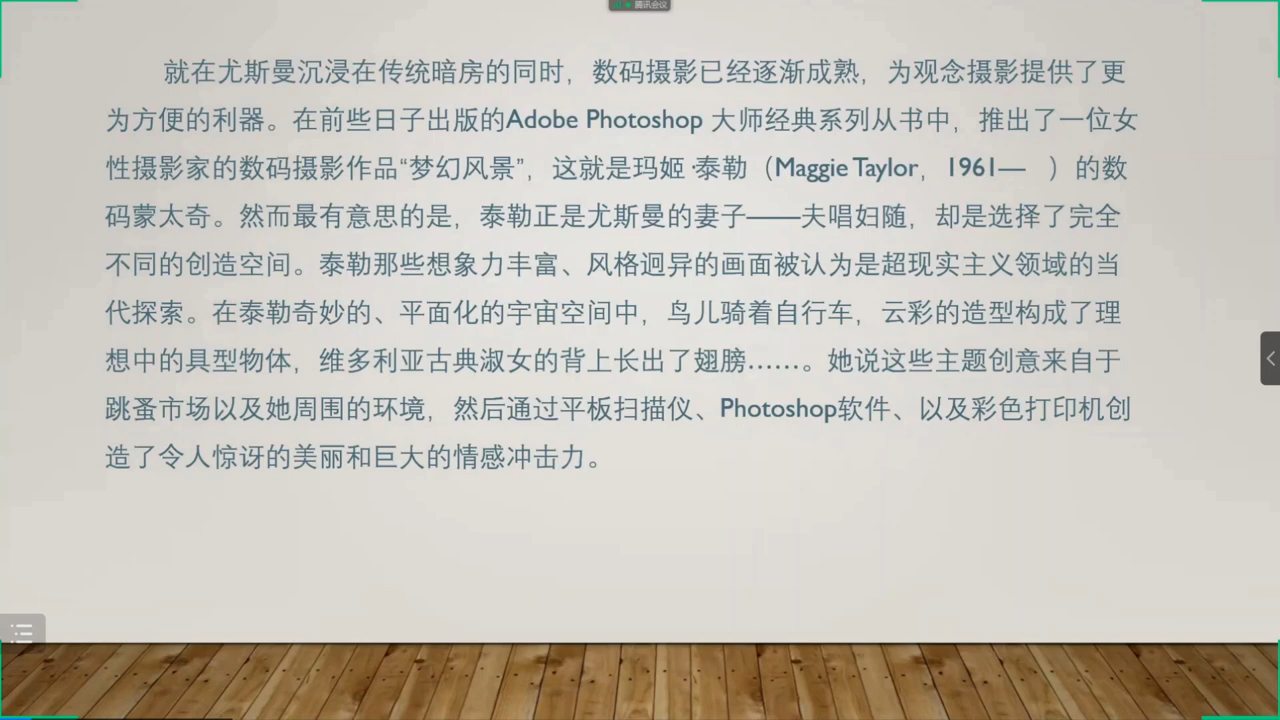 腾讯会议
就在尤斯曼沉浸在传统暗房的同时，数码摄影已经逐渐成熟，为观念摄影提供了更
为方便的利器。在前些日子出版的Adobe Photoshop 大师经典系列从书中，推出了一位女
性摄影家的数码摄影作品“梦幻风景”，这就是玛姬·泰勒（Maggie Taylor，1961—　）的数
码蒙太奇。然而最有意思的是，泰勒正是尤斯曼的妻子——夫唱妇随，却是选择了完全
不同的创造空间。泰勒那些想象力丰富、风格迥异的画面被认为是超现实主义领域的当
代探索。在泰勒奇妙的、平面化的宇宙空间中，鸟儿骑着自行车，云彩的造型构成了理
想中的具型物体，维多利亚古典淑女的背上长出了翅膀……。她说这些主题创意来自于
跳蚤市场以及她周围的环境，然后通过平板扫描仪、Photoshop软件、以及彩色打印机创
造了令人惊讶的美丽和巨大的情感冲击力。